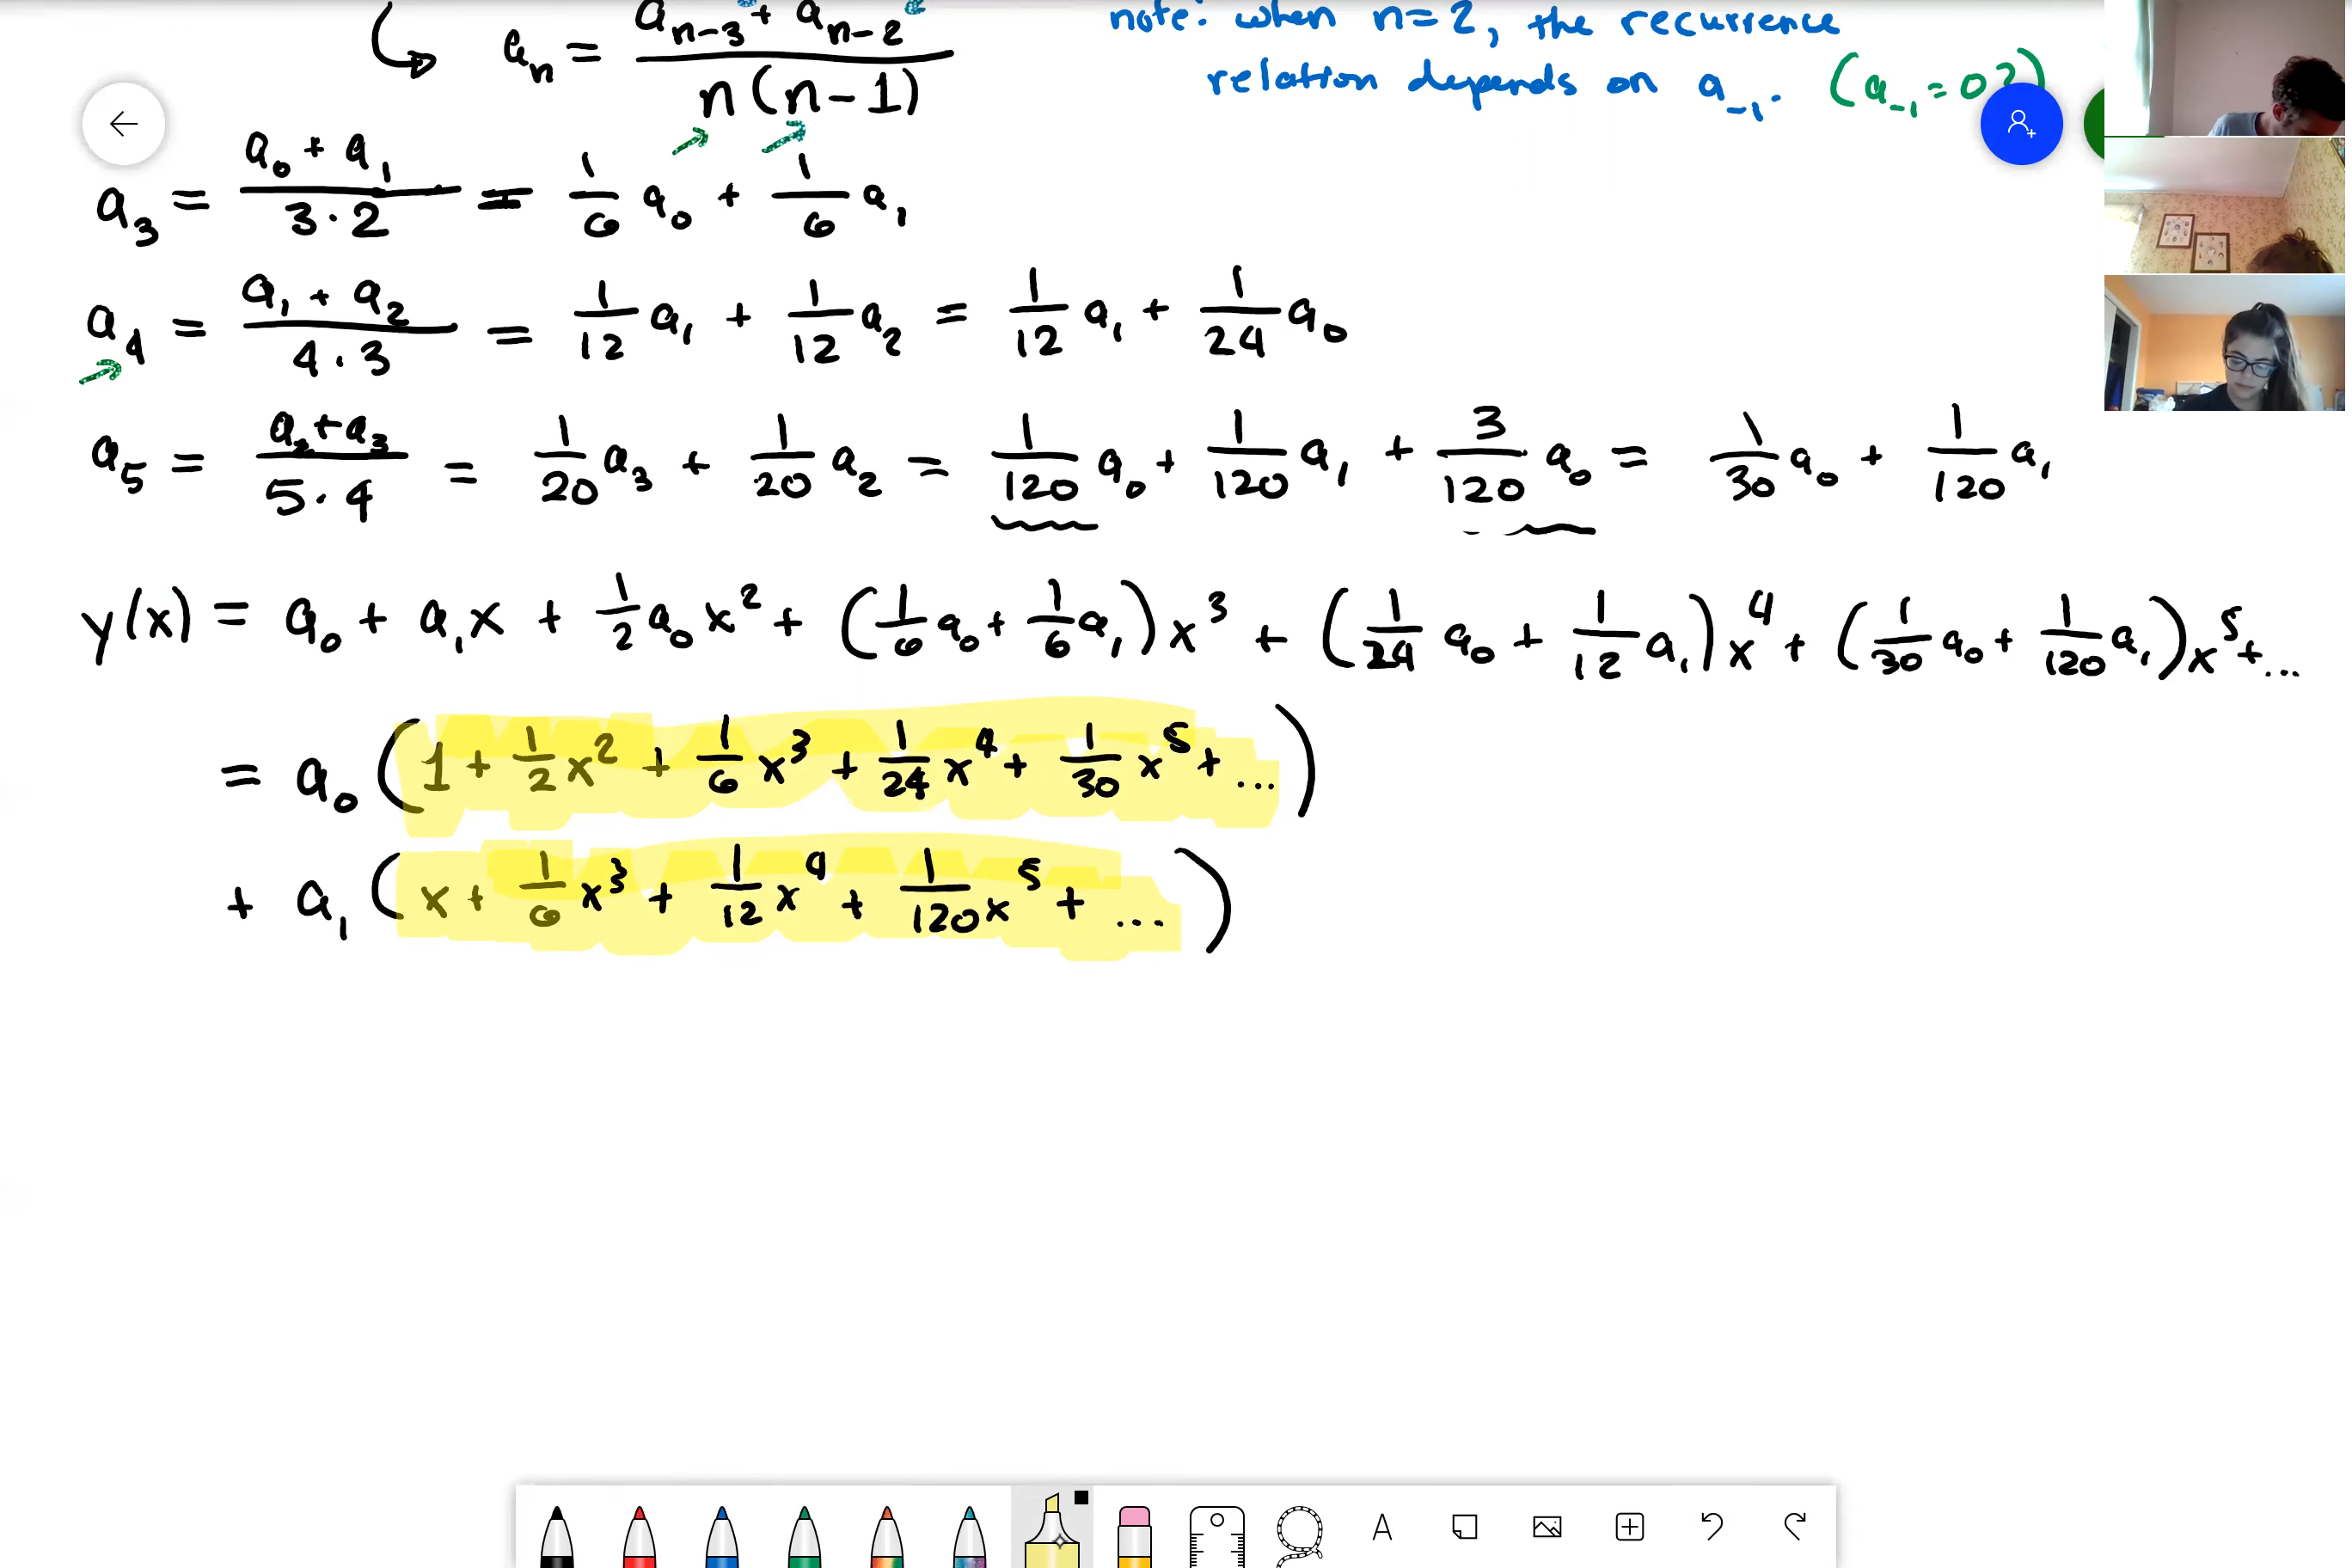 aₙ = (aₙ₋₃ + aₙ₋₂) / (n(n-1))
note: when n=2, the recurrence
relation depends on a₋₁. (a₋₁ = 0?)
a₃ = (a₀ + a₁) / (3·2) = 1/6 a₀ + 1/6 a₁
a₄ = (a₁ + a₂) / (4·3) = 1/12 a₁ + 1/12 a₂ = 1/12 a₁ + 1/24 a₀
a₅ = (a₂ + a₃) / (5·4) = 1/20 a₃ + 1/20 a₂ = 1/120 a₀ + 1/120 a₁ + 3/120 a₀ = 1/30 a₀ + 1/120 a₁
y(x) = a₀ + a₁x + 1/2 a₀x² + (1/6 a₀ + 1/6 a₁)x³ + (1/24 a₀ + 1/12 a₁)x⁴ + (1/30 a₀ + 1/120 a₁)x⁵ + ...
= a₀(1 + 1/2 x² + 1/6 x³ + 1/24 x⁴ + 1/30 x⁵ + ...)
+ a₁(x + 1/6 x³ + 1/12 x⁴ + 1/120 x⁵ + ...)